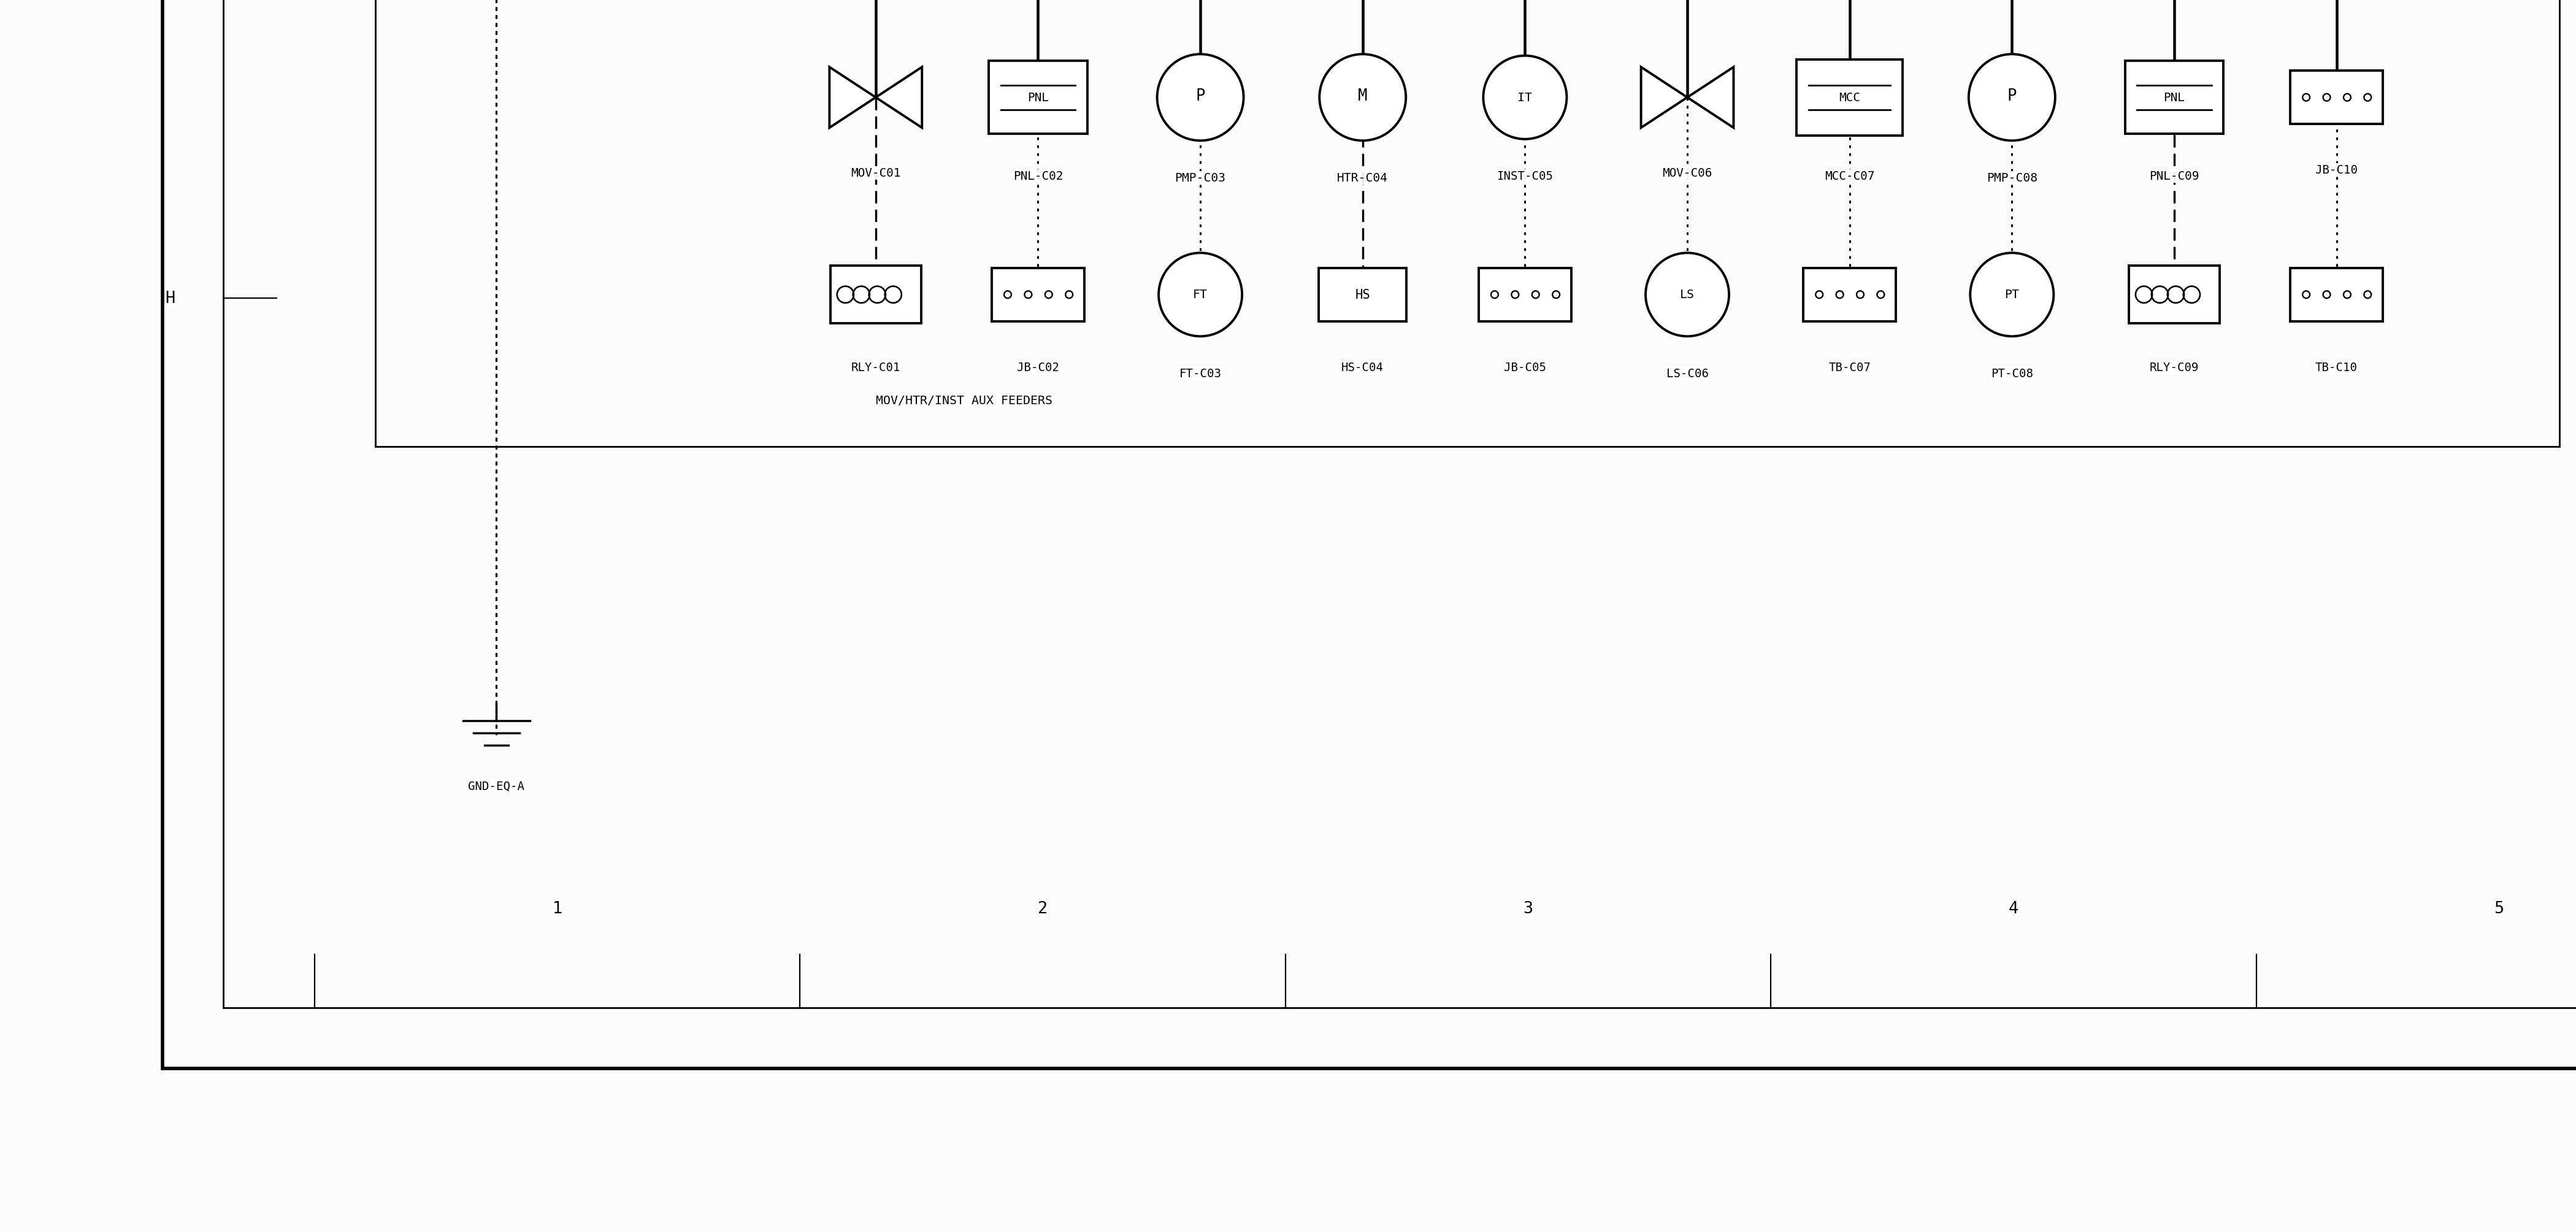 P M P
PNL IT MCC PNL
MOV-C01 PNL-C02 PMP-C03 HTR-C04 INST-C05 MOV-C06 MCC-C07 PMP-C08 PNL-C09 JB-C10
H
FT HS LS PT
RLY-C01 JB-C02 FT-C03 HS-C04 JB-C05 LS-C06 TB-C07 PT-C08 RLY-C09 TB-C10
MOV/HTR/INST AUX FEEDERS
GND-EQ-A
1 2 3 4 5